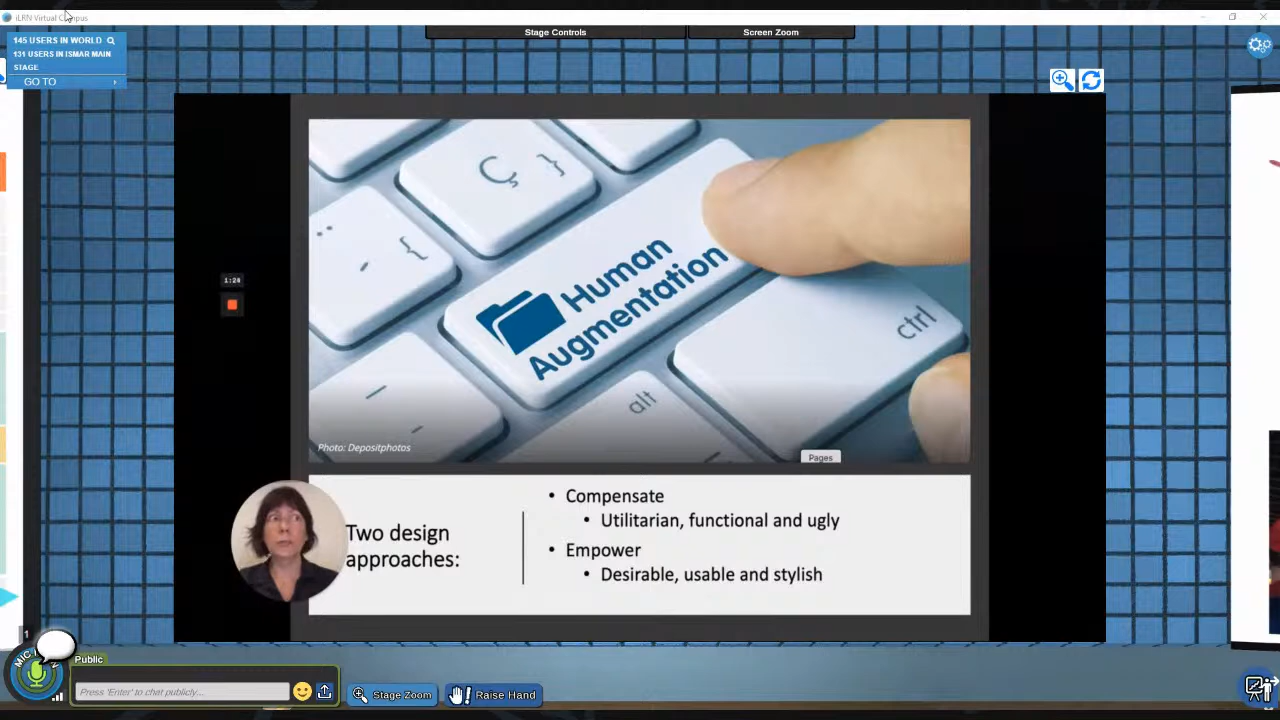 iLRN Virtual Campus
145 USERS IN WORLD
131 USERS IN ISMAR MAIN
STAGE
GO TO
Stage Controls
Screen Zoom
Ç
}
{
Human
Augmentation
ctrl
alt
1:24
Photo: Depositphotos
Pages
Two design
approaches:
• Compensate
• Utilitarian, functional and ugly
• Empower
• Desirable, usable and stylish
1
Public
Press 'Enter' to chat publicly...
Stage Zoom
Raise Hand